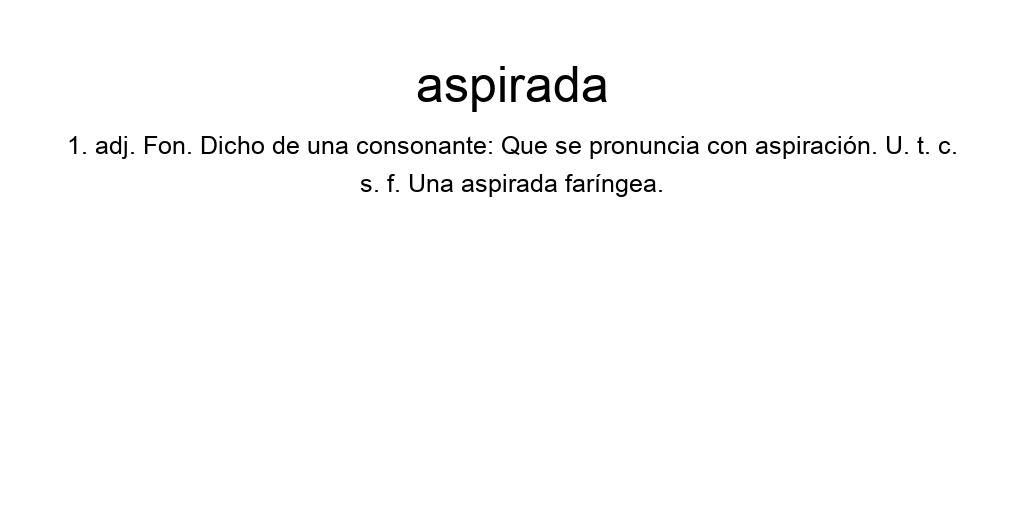 aspirada
1. adj. Fon. Dicho de una consonante: Que se pronuncia con aspiración. U. t. c.
s. f. Una aspirada faríngea.